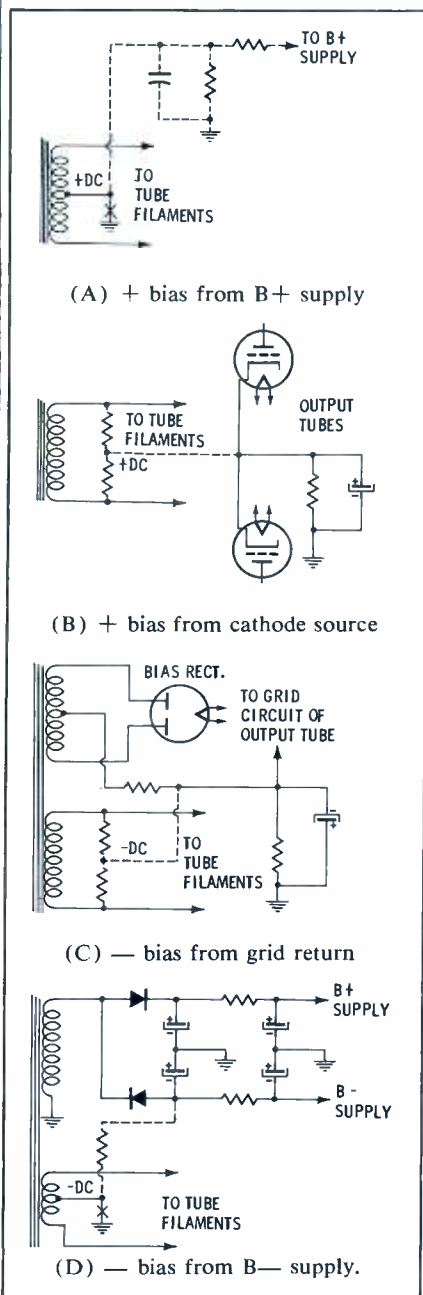 TO B+
SUPPLY
+DC
TO
TUBE
FILAMENTS
(A) + bias from B+ supply
TO TUBE
FILAMENTS
+DC
OUTPUT
TUBES
(B) + bias from cathode source
BIAS RECT.
TO GRID
CIRCUIT OF
OUTPUT TUBE
-DC
TO
TUBE
FILAMENTS
(C) — bias from grid return
B+
SUPPLY
B-
SUPPLY
-DC
TO TUBE
FILAMENTS
(D) — bias from B— supply.